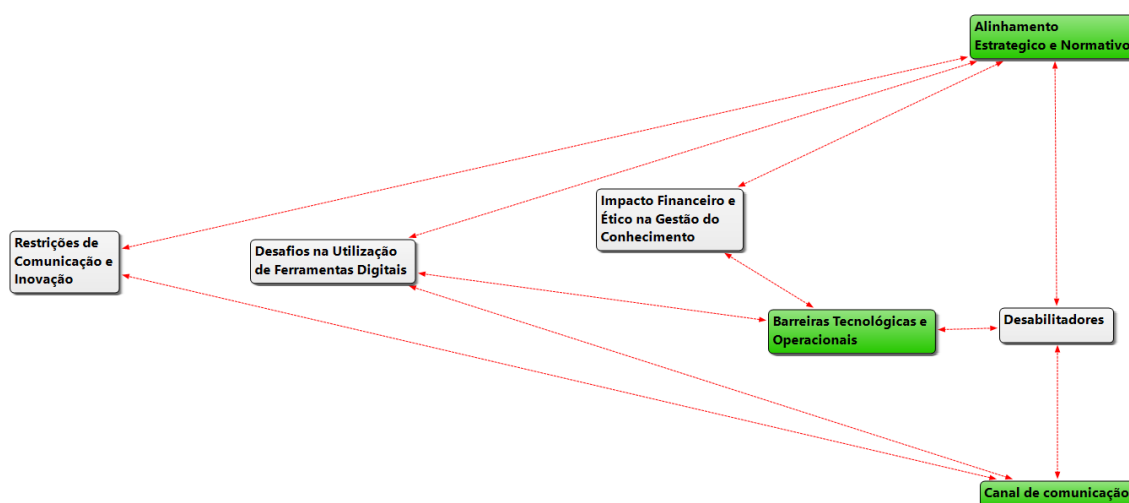 Alinhamento
Estrategico e Normativo
Impacto Financeiro e
Ético na Gestão do
Conhecimento
Restrições de
Comunicação e
Inovação
Desafios na Utilização
de Ferramentas Digitais
Barreiras Tecnológicas e
Operacionais
Desabilitadores
Canal de comunicação